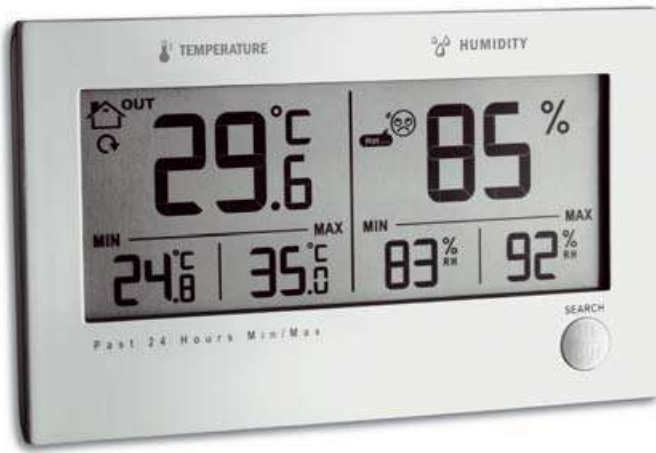 TEMPERATURE HUMIDITY
OUT
29.6 °C 85 %
Hot
MIN MAX MIN MAX
24.8 °C 35.0 °C 83 % RH 92 % RH
SEARCH
Past 24 Hours Min/Max